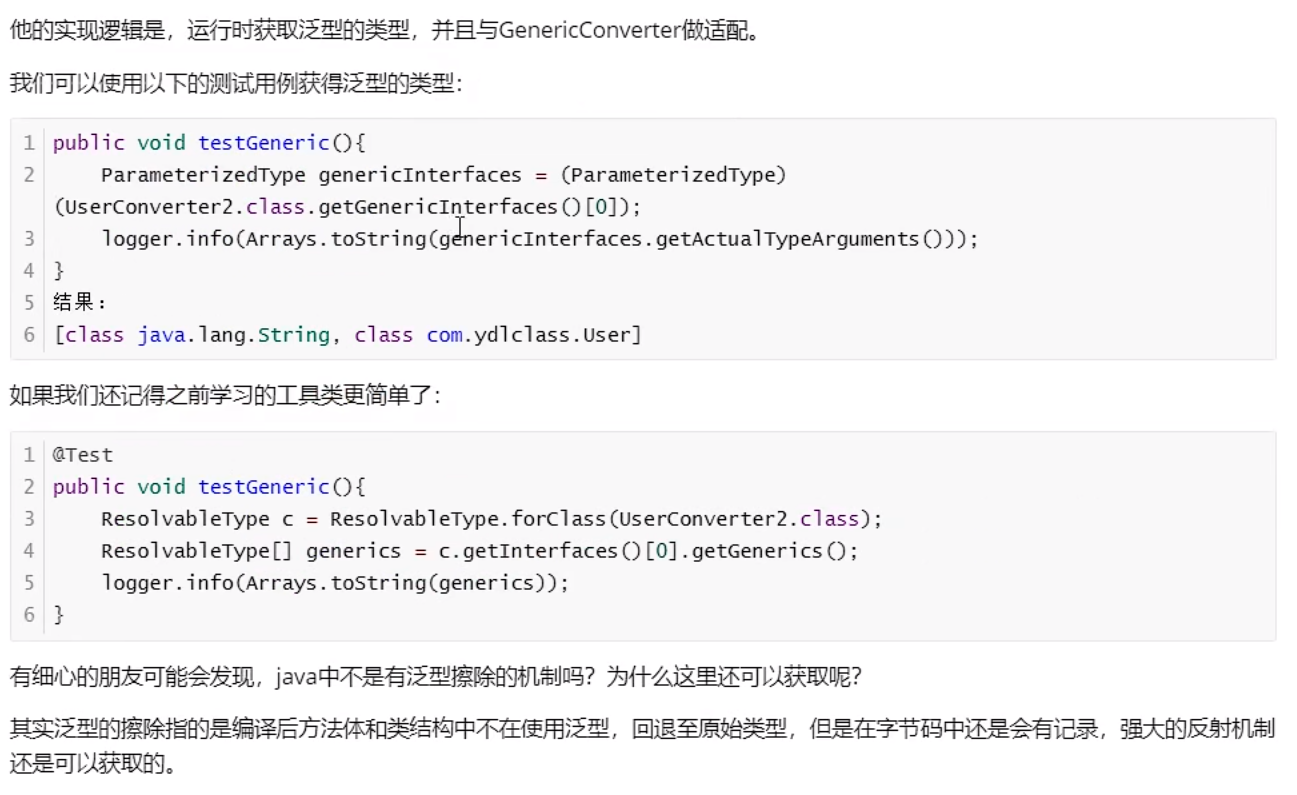 他的实现逻辑是，运行时获取泛型的类型，并且与GenericConverter做适配。
我们可以使用以下的测试用例获得泛型的类型：
1 public void testGeneric(){
2     ParameterizedType genericInterfaces = (ParameterizedType)
(UserConverter2.class.getGenericInterfaces()[0]);
3     logger.info(Arrays.toString(genericInterfaces.getActualTypeArguments()));
4 }
5 结果：
6 [class java.lang.String, class com.ydlclass.User]
如果我们还记得之前学习的工具类更简单了：
1 @Test
2 public void testGeneric(){
3     ResolvableType c = ResolvableType.forClass(UserConverter2.class);
4     ResolvableType[] generics = c.getInterfaces()[0].getGenerics();
5     logger.info(Arrays.toString(generics));
6 }
有细心的朋友可能会发现，java中不是有泛型擦除的机制吗？为什么这里还可以获取呢？
其实泛型的擦除指的是编译后方法体和类结构中不在使用泛型，回退至原始类型，但是在字节码中还是会有记录，强大的反射机制
还是可以获取的。